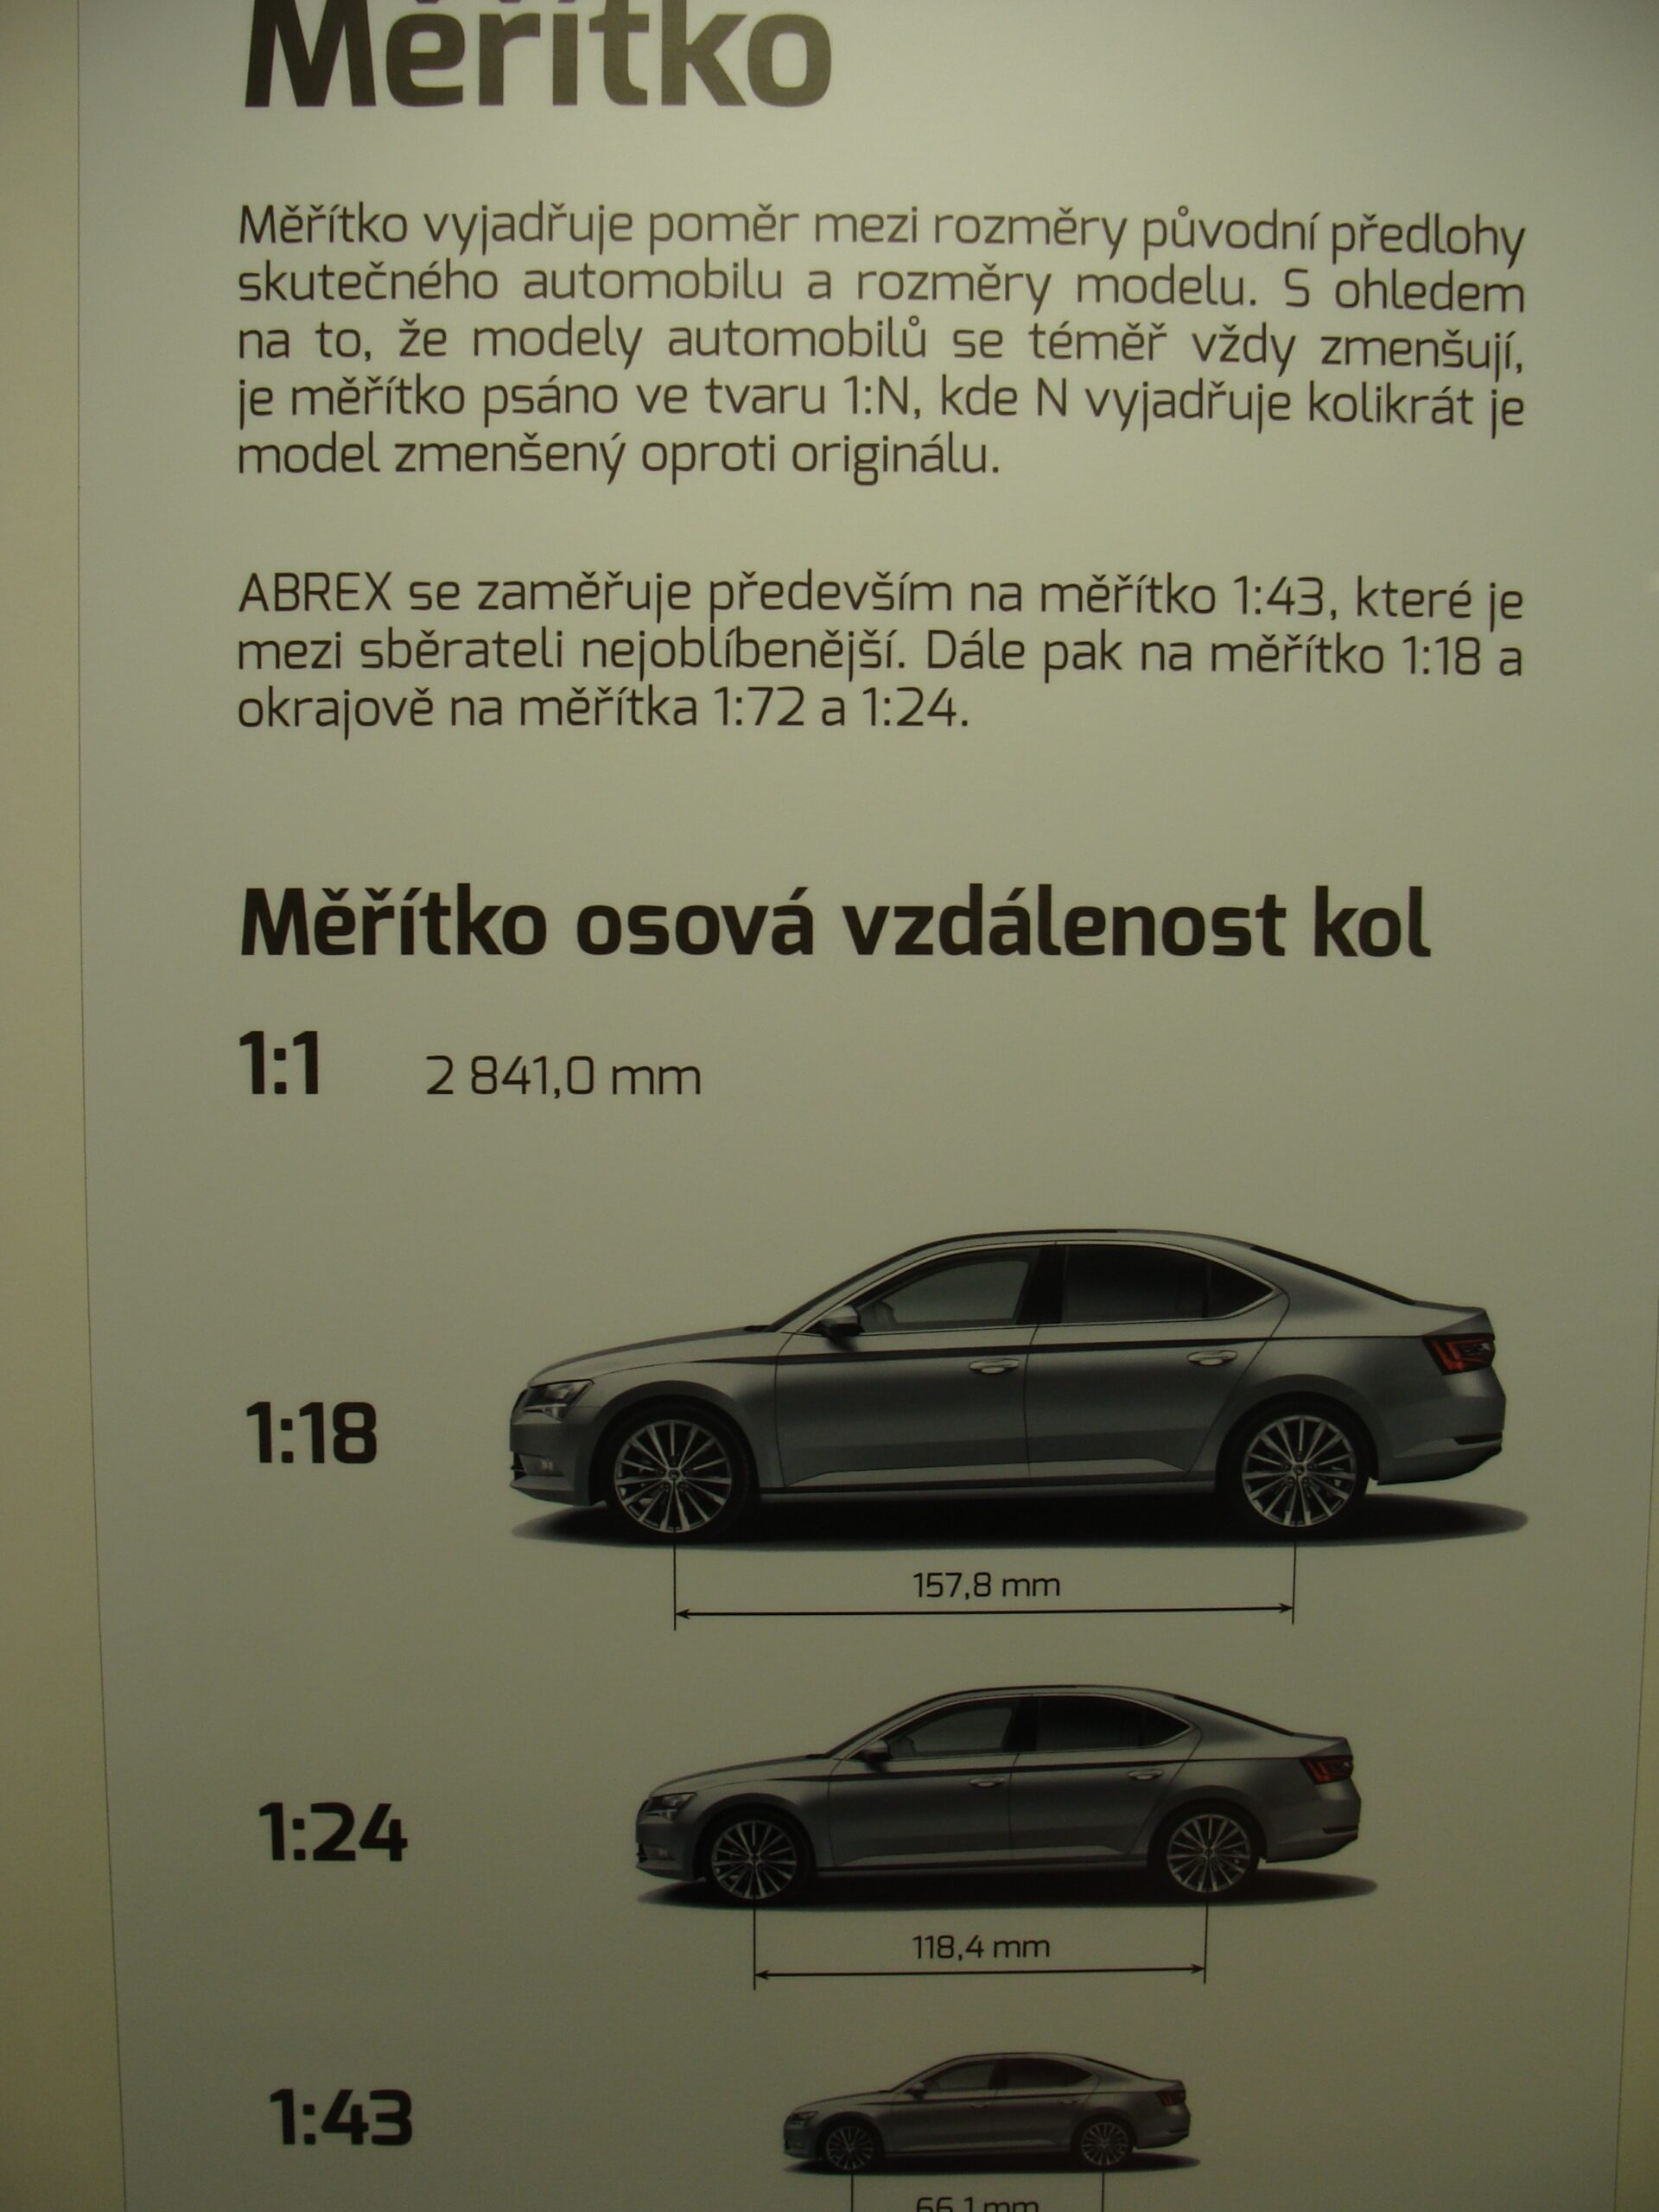 Měřítko
Měřítko vyjadřuje poměr mezi rozměry původní předlohy
skutečného automobilu a rozměry modelu. S ohledem
na to, že modely automobilů se téměř vždy zmenšují,
je měřítko psáno ve tvaru 1:N, kde N vyjadřuje kolikrát je
model zmenšený oproti originálu.
ABREX se zaměřuje především na měřítko 1:43, které je
mezi sběrateli nejoblíbenější. Dále pak na měřítko 1:18 a
okrajově na měřítka 1:72 a 1:24.
Měřítko osová vzdálenost kol
1:1 2 841,0 mm
1:18
157,8 mm
1:24
118,4 mm
1:43
66,1 mm